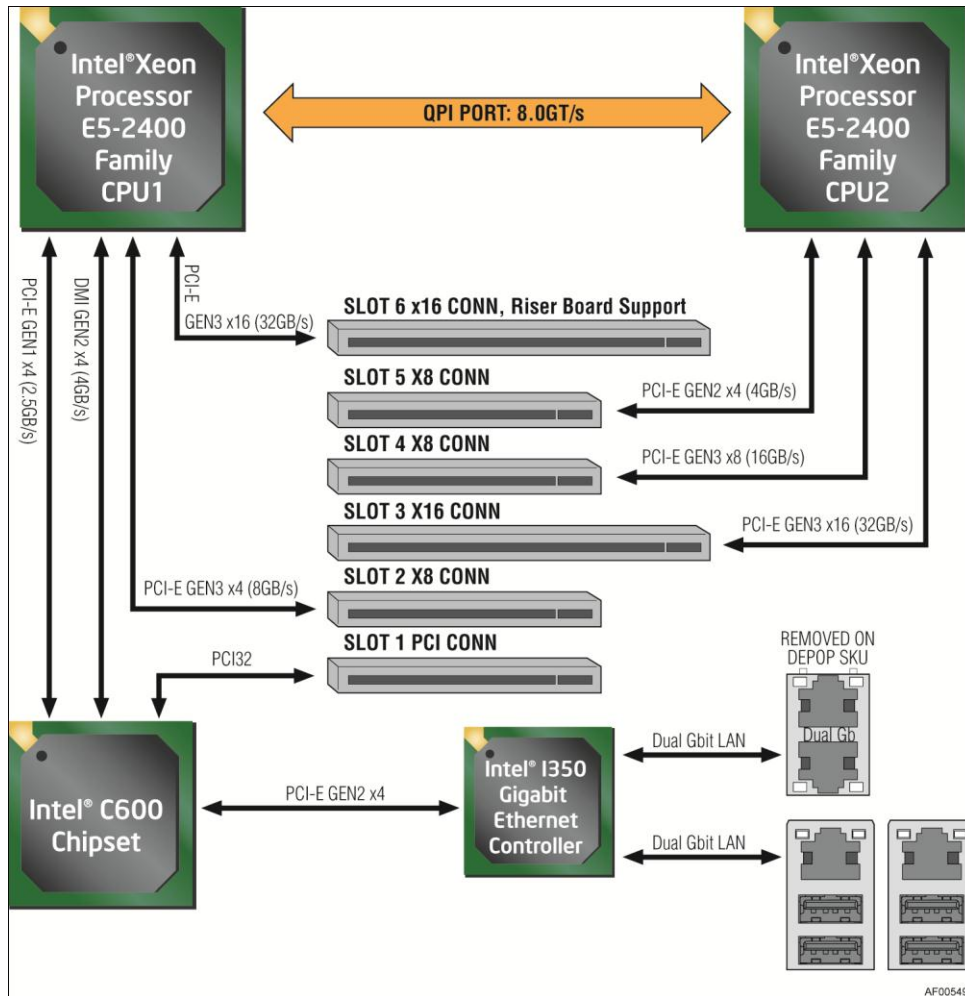 Intel®Xeon
Processor
E5-2400
Family
CPU1
QPI PORT: 8.0GT/s
Intel®Xeon
Processor
E5-2400
Family
CPU2
PCI-E GEN1 x4 (2.5GB/s)
DMI GEN2 x4 (4GB/s)
PCI-E
GEN3 x16 (32GB/s)
SLOT 6 x16 CONN, Riser Board Support
SLOT 5 X8 CONN
PCI-E GEN2 x4 (4GB/s)
SLOT 4 X8 CONN
PCI-E GEN3 x8 (16GB/s)
SLOT 3 X16 CONN
PCI-E GEN3 x16 (32GB/s)
SLOT 2 X8 CONN
PCI-E GEN3 x4 (8GB/s)
SLOT 1 PCI CONN
PCI32
REMOVED ON
DEPOP SKU
Dual Gb
Dual Gbit LAN
Intel® C600
Chipset
PCI-E GEN2 x4
Intel® I350
Gigabit
Ethernet
Controller
Dual Gbit LAN
AF00549